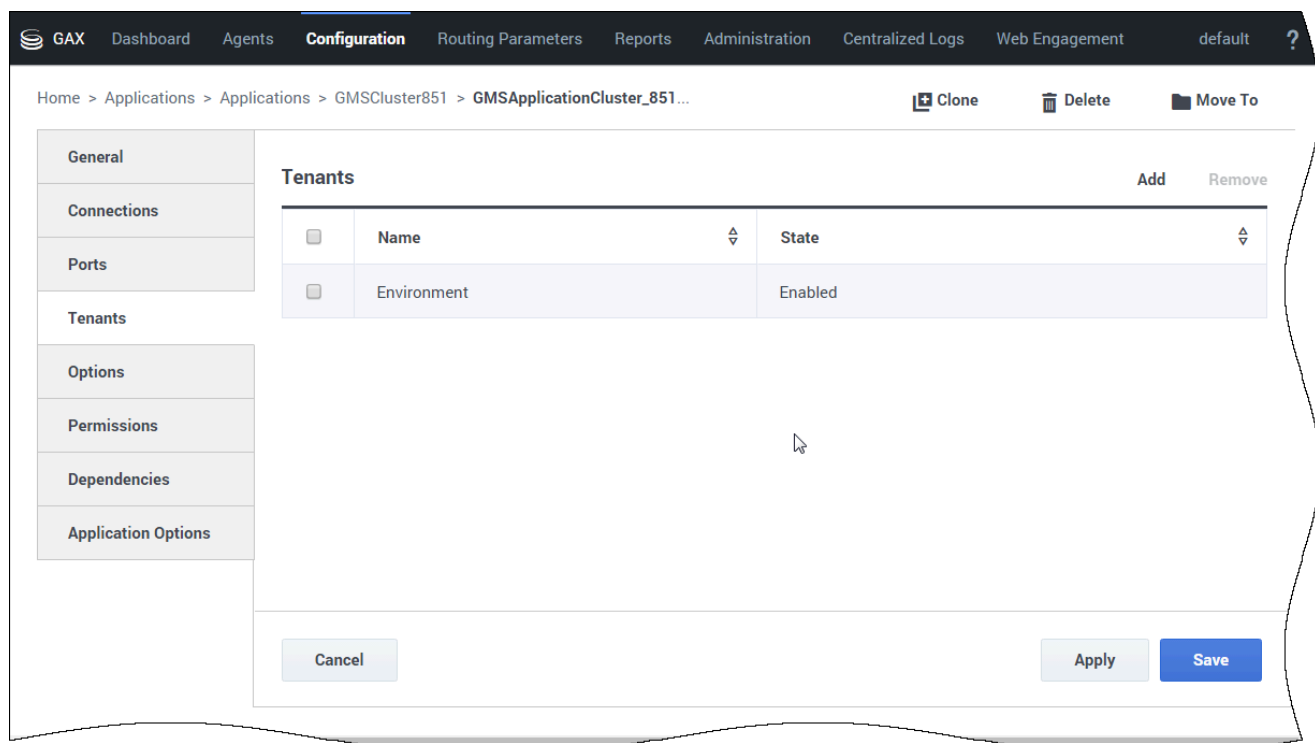 GAX Dashboard Agents Configuration Routing Parameters Reports Administration Centralized Logs Web Engagement default ?
Home > Applications > Applications > GMSCluster851 > GMSApplicationCluster_851... Clone Delete Move To
General
Connections
Ports
Tenants
Options
Permissions
Dependencies
Application Options
Tenants Add Remove
Name State
Environment Enabled
Cancel Apply Save